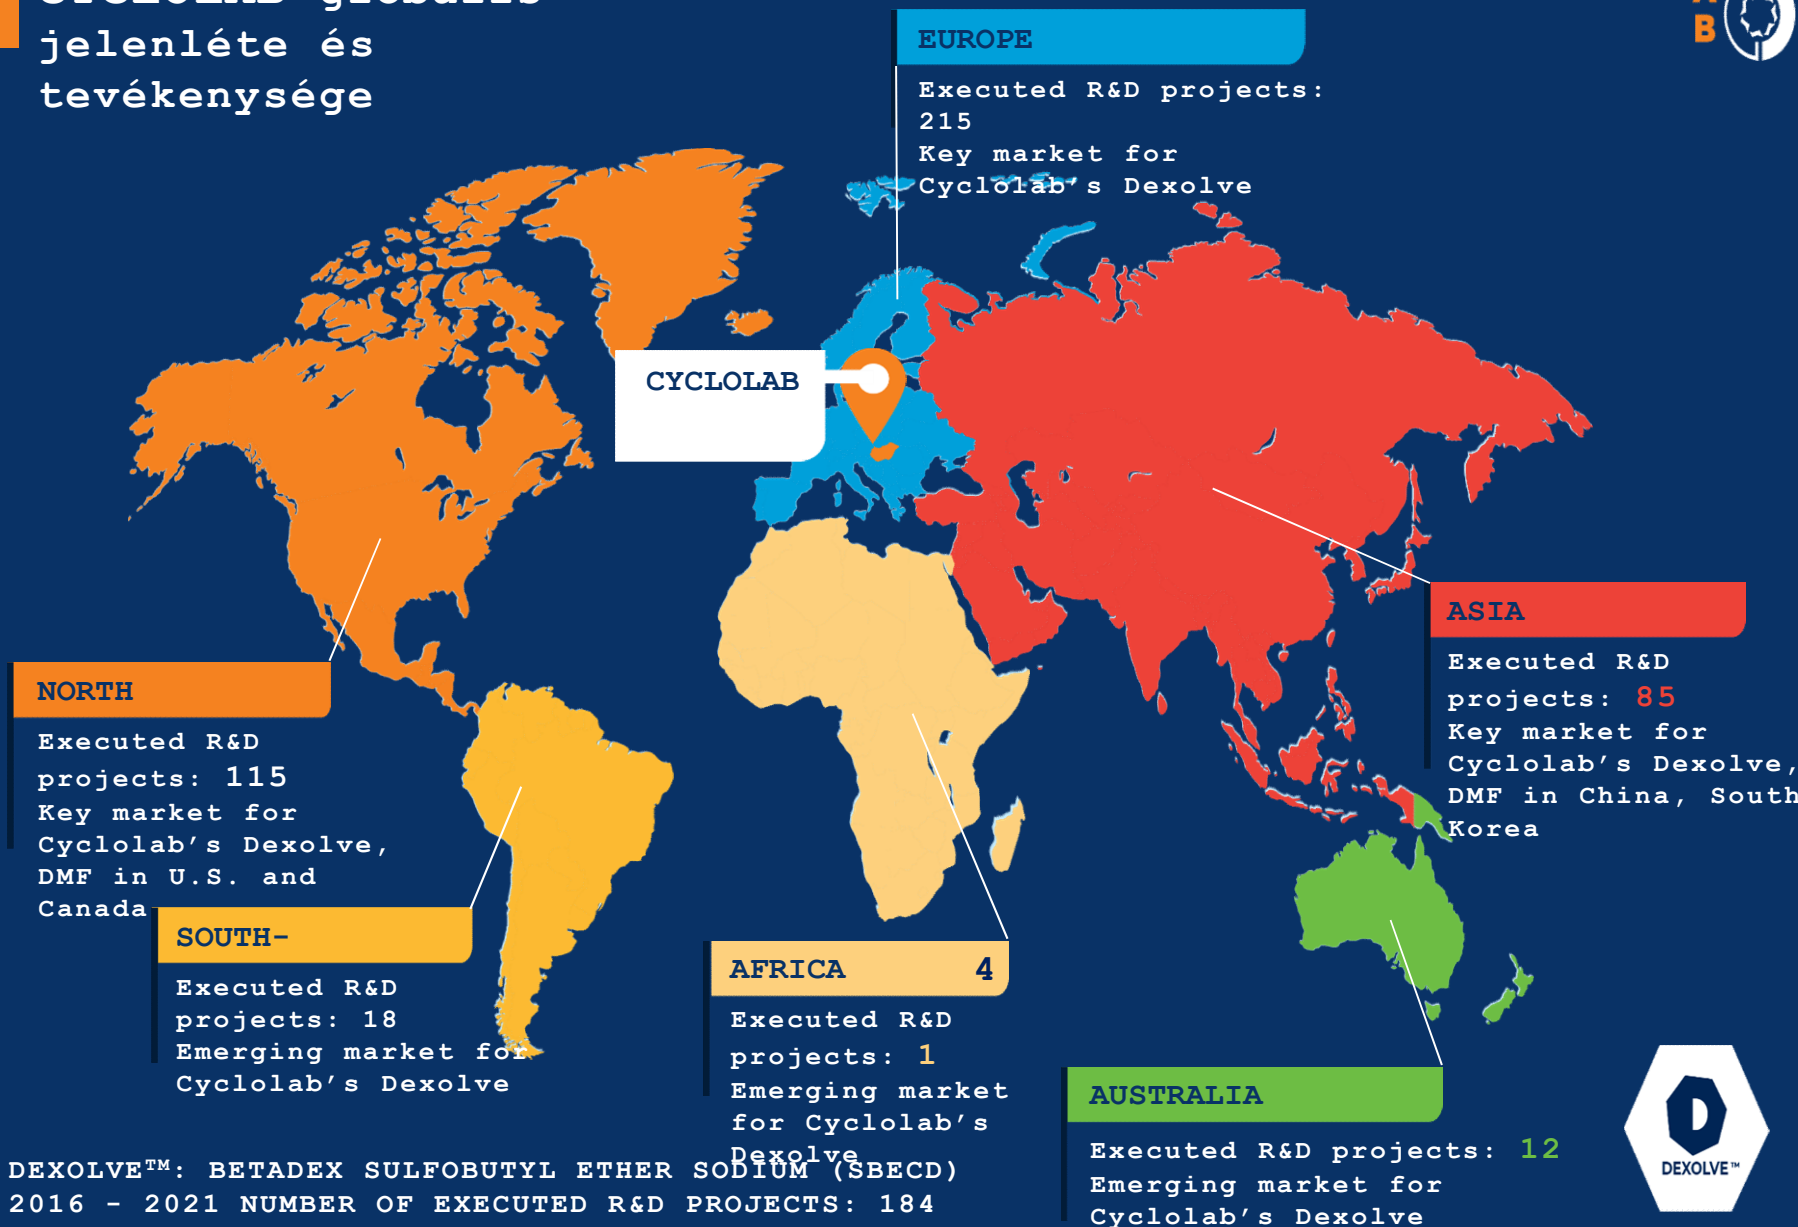 jelenléte és
tevékenysége
B
EUROPE
Executed R&D projects:
215
Key market for
Cyclolab's Dexolve
CYCLOLAB
ASIA
Executed R&D
projects: 85
Key market for
Cyclolab's Dexolve,
DMF in China, South
Korea
NORTH
Executed R&D
projects: 115
Key market for
Cyclolab's Dexolve,
DMF in U.S. and
Canada
SOUTH-
Executed R&D
projects: 18
Emerging market for
Cyclolab's Dexolve
AFRICA 4
Executed R&D
projects: 1
Emerging market
for Cyclolab's
Dexolve
AUSTRALIA
Executed R&D projects: 12
Emerging market for
Cyclolab's Dexolve
DEXOLVE™: BETADEX SULFOBUTYL ETHER SODIUM (SBECD)
2016 - 2021 NUMBER OF EXECUTED R&D PROJECTS: 184
D
DEXOLVE™